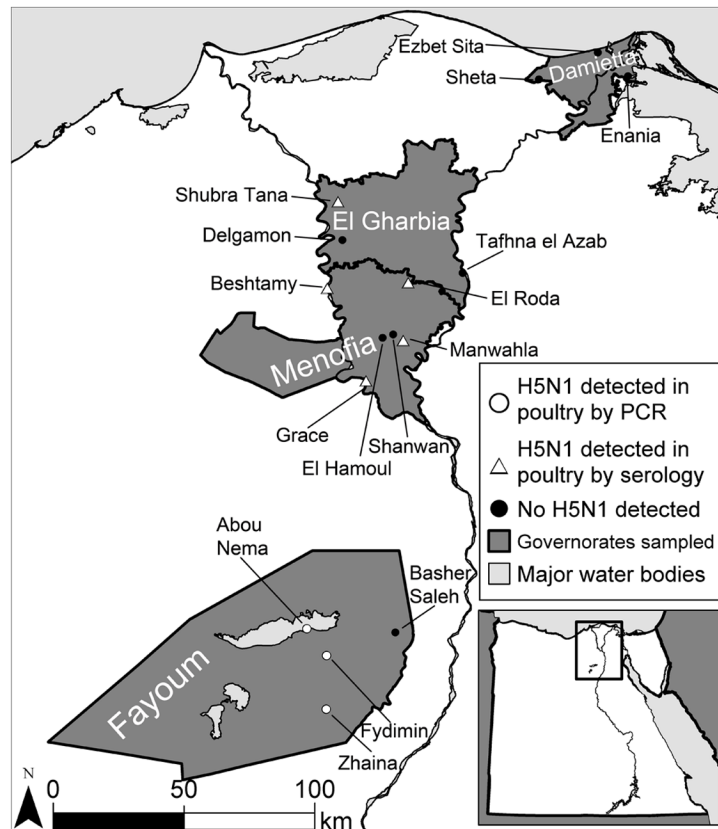 Ezbet Sita
Damietta
Sheta
Enania
Shubra Tana
El Gharbia
Delgamon
Tafhna el Azab
Beshtamy
El Roda
Menofia
Manwahla
Grace
Shanwan
El Hamoul
H5N1 detected in
poultry by PCR
H5N1 detected in
poultry by serology
No H5N1 detected
Governorates sampled
Major water bodies
Abou
Nema
Basher
Saleh
Fayoum
Fydimin
Zhaina
N
0 50 100
km